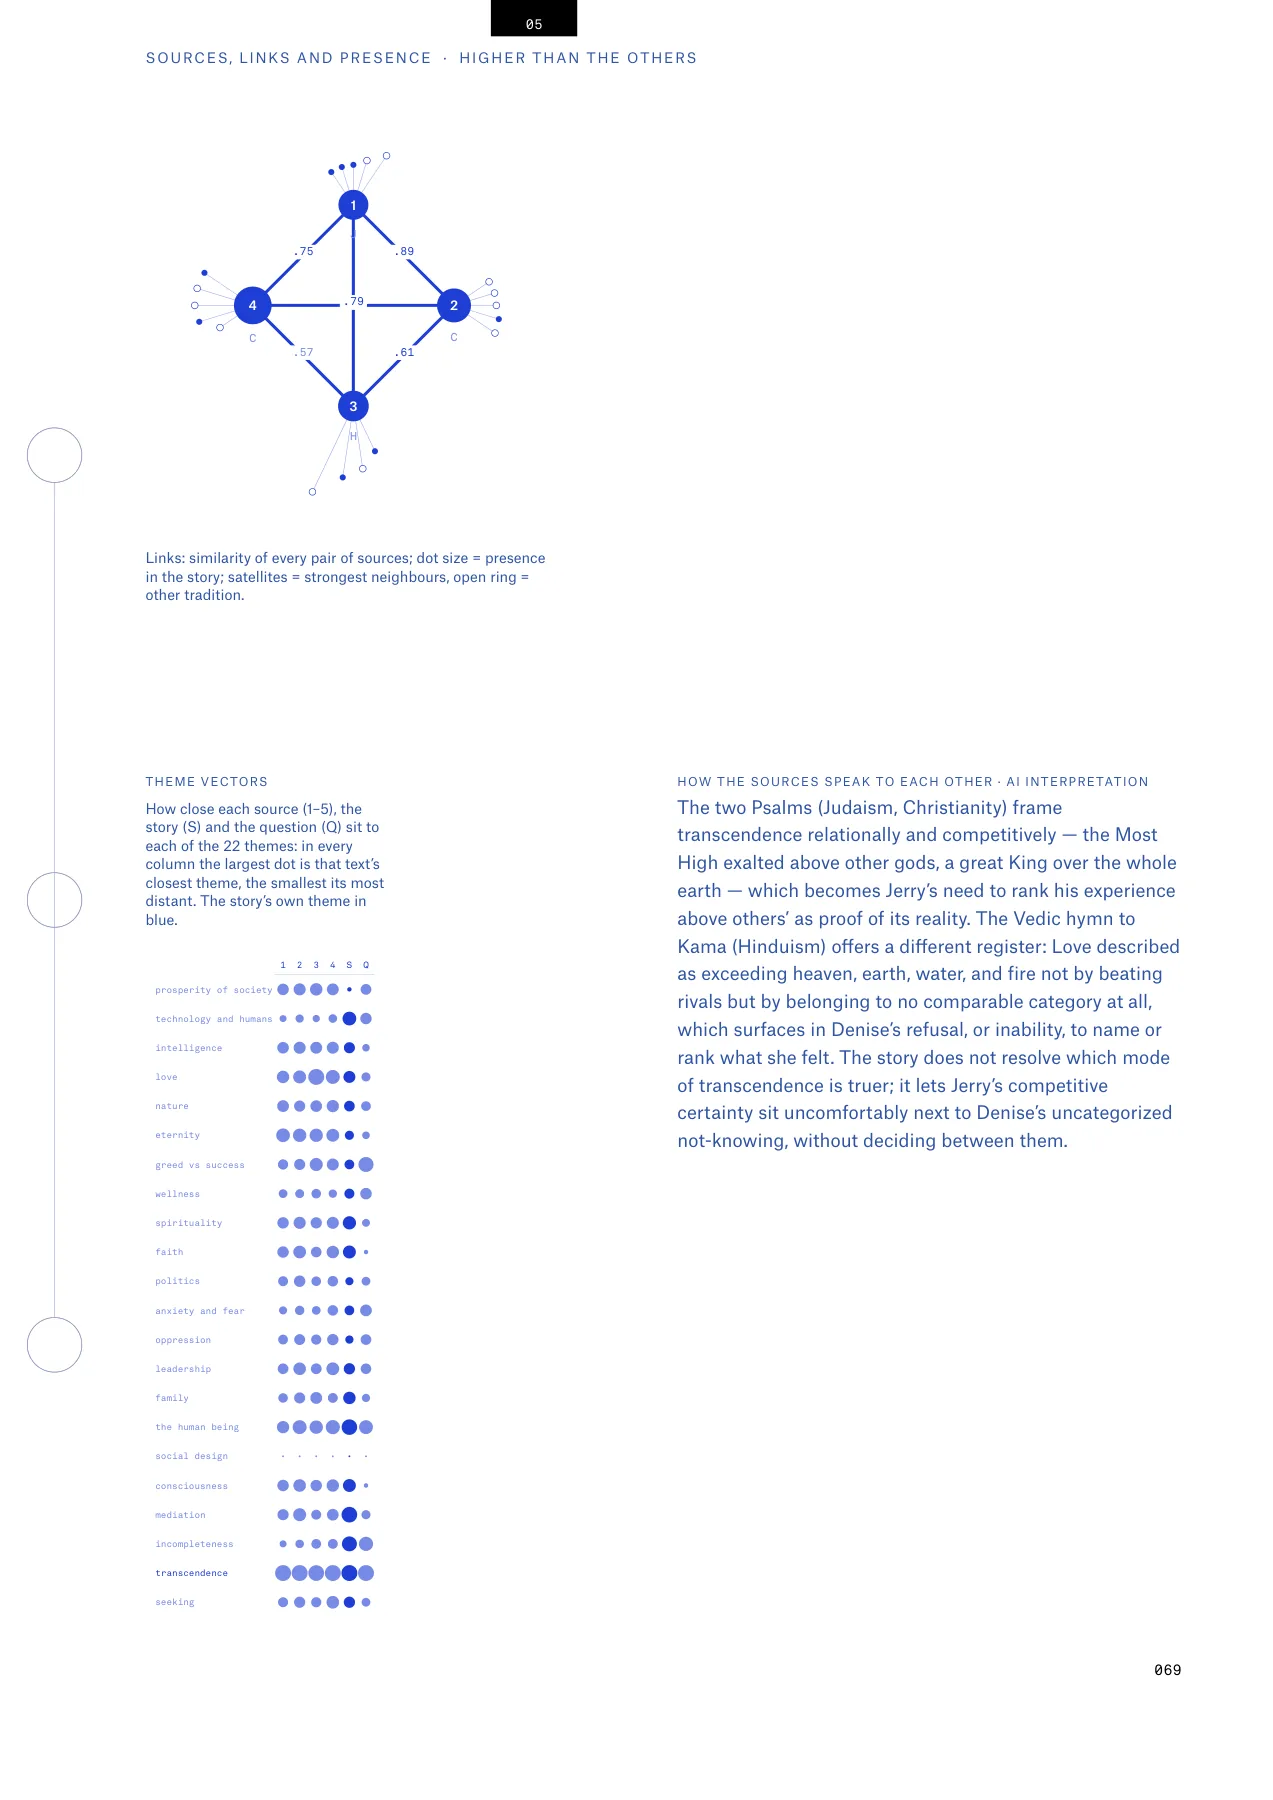 05
SOURCES, LINKS AND PRESENCE · HIGHER THAN THE OTHERS
1
.75
.89
4
.79
2
C
C
.57
.61
3
H
Links: similarity of every pair of sources; dot size = presence
in the story; satellites = strongest neighbours, open ring =
other tradition.
THEME VECTORS
How close each source (1–5), the
story (S) and the question (Q) sit to
each of the 22 themes: in every
column the largest dot is that text's
closest theme, the smallest its most
distant. The story's own theme in
blue.
1 2 3 4 S Q
prosperity of society
technology and humans
intelligence
love
nature
eternity
greed vs success
wellness
spirituality
faith
politics
anxiety and fear
oppression
leadership
family
the human being
social design
consciousness
mediation
incompleteness
transcendence
seeking
HOW THE SOURCES SPEAK TO EACH OTHER · AI INTERPRETATION
The two Psalms (Judaism, Christianity) frame
transcendence relationally and competitively — the Most
High exalted above other gods, a great King over the whole
earth — which becomes Jerry's need to rank his experience
above others' as proof of its reality. The Vedic hymn to
Kama (Hinduism) offers a different register: Love described
as exceeding heaven, earth, water, and fire not by beating
rivals but by belonging to no comparable category at all,
which surfaces in Denise's refusal, or inability, to name or
rank what she felt. The story does not resolve which mode
of transcendence is truer; it lets Jerry's competitive
certainty sit uncomfortably next to Denise's uncategorized
not-knowing, without deciding between them.
069